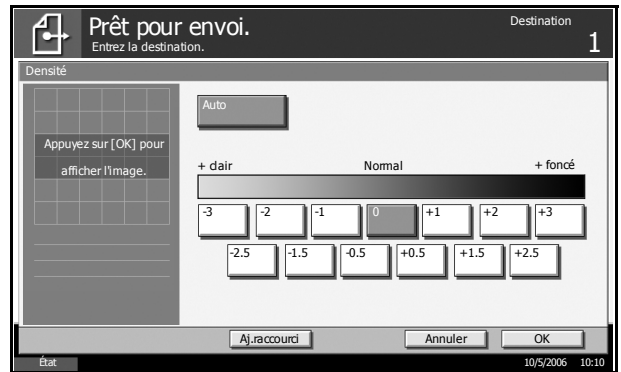 Prêt pour envoi.
Entrez la destination.
Destination
1
Densité
Appuyez sur [OK] pour
afficher l'image.
Auto
+ clair Normal + foncé
-3 -2 -1 0 +1 +2 +3
-2.5 -1.5 -0.5 +0.5 +1.5 +2.5
Aj.raccourci Annuler OK
État 10/5/2006 10:10